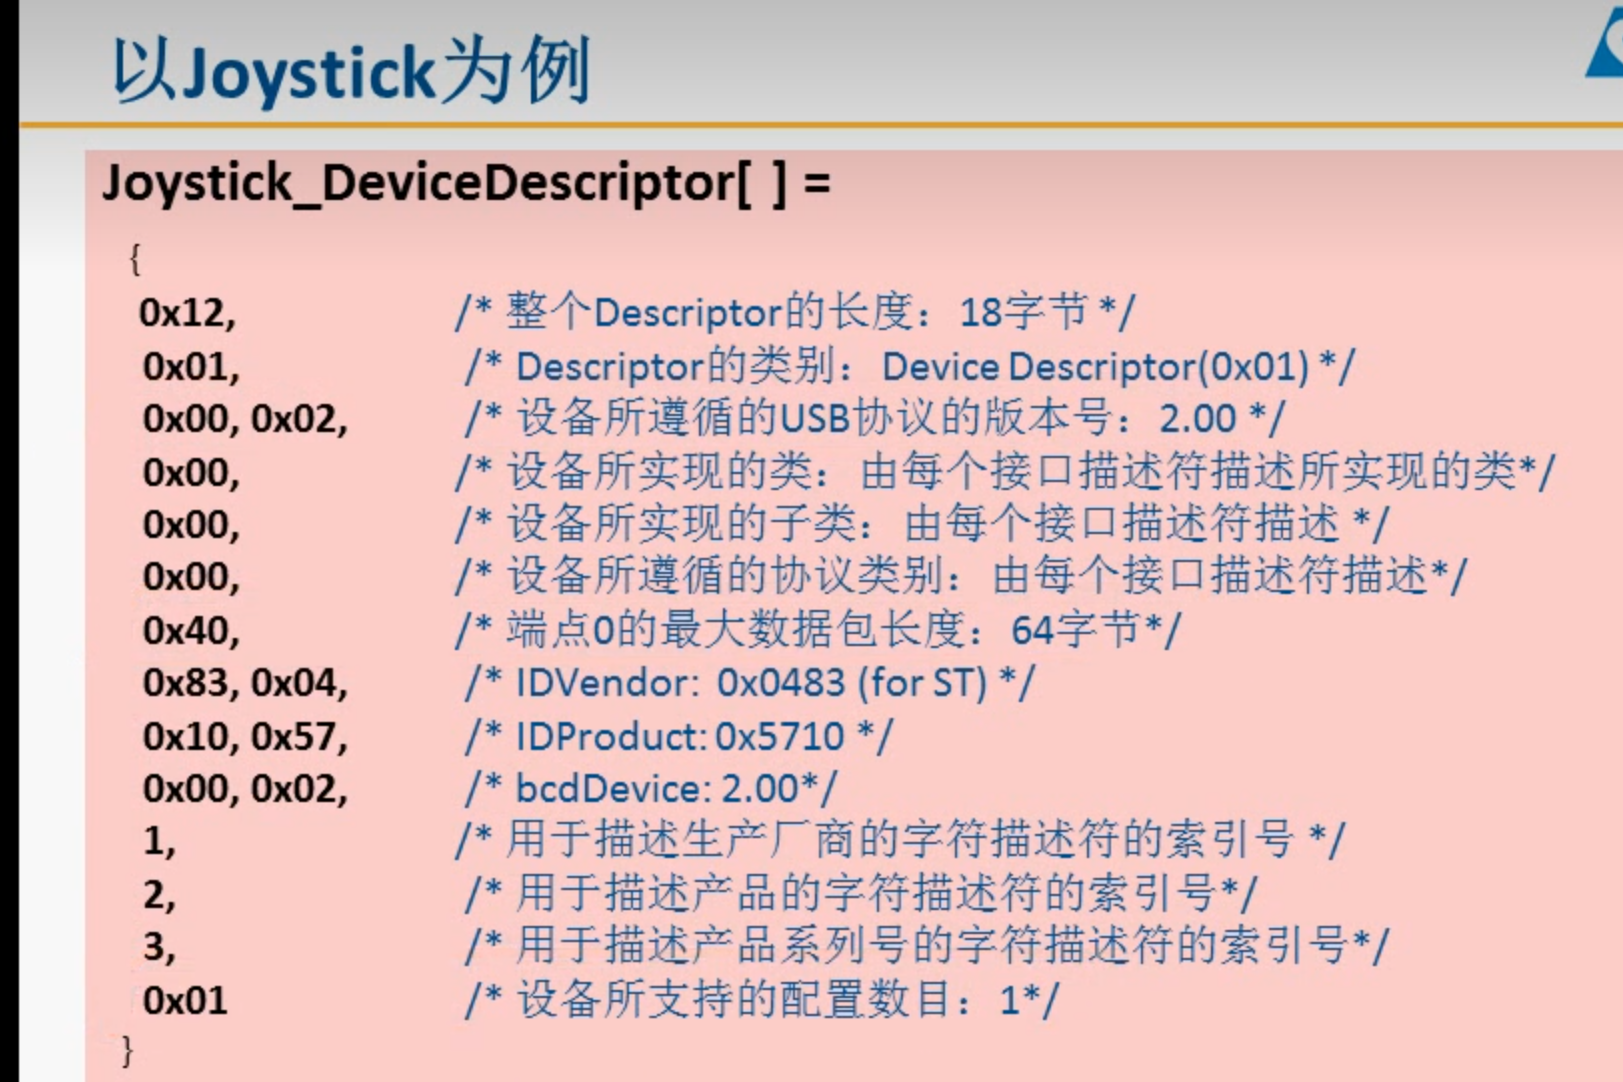 以Joystick为例
Joystick_DeviceDescriptor[ ] =
{
0x12, /* 整个Descriptor的长度：18字节 */
0x01, /* Descriptor的类别：Device Descriptor(0x01) */
0x00, 0x02, /* 设备所遵循的USB协议的版本号：2.00 */
0x00, /* 设备所实现的类：由每个接口描述符描述所实现的类*/
0x00, /* 设备所实现的子类：由每个接口描述符描述 */
0x00, /* 设备所遵循的协议类别：由每个接口描述符描述*/
0x40, /* 端点0的最大数据包长度：64字节*/
0x83, 0x04, /* IDVendor: 0x0483 (for ST) */
0x10, 0x57, /* IDProduct: 0x5710 */
0x00, 0x02, /* bcdDevice: 2.00*/
1, /* 用于描述生产厂商的字符描述符的索引号 */
2, /* 用于描述产品的字符描述符的索引号*/
3, /* 用于描述产品系列号的字符描述符的索引号*/
0x01 /* 设备所支持的配置数目：1*/
}